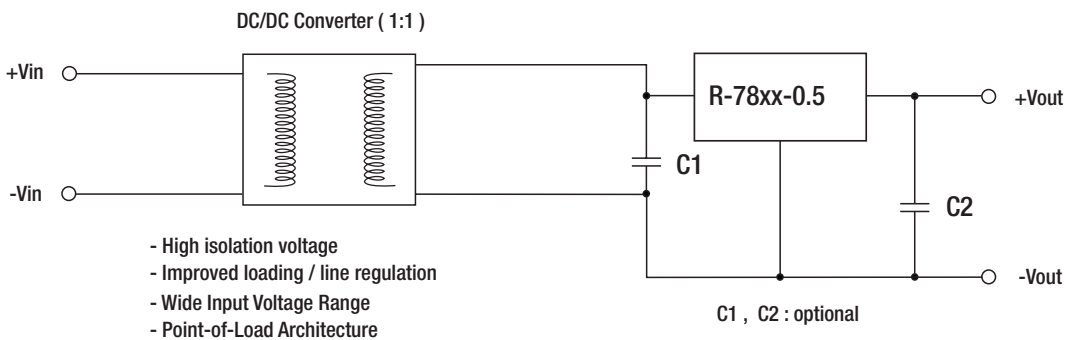 DC/DC Converter ( 1:1 )
+Vin
R-78xx-0.5
+Vout
C1
-Vin
C2
- High isolation voltage
- Improved loading / line regulation
-Vout
- Wide Input Voltage Range
C1 , C2 : optional
- Point-of-Load Architecture